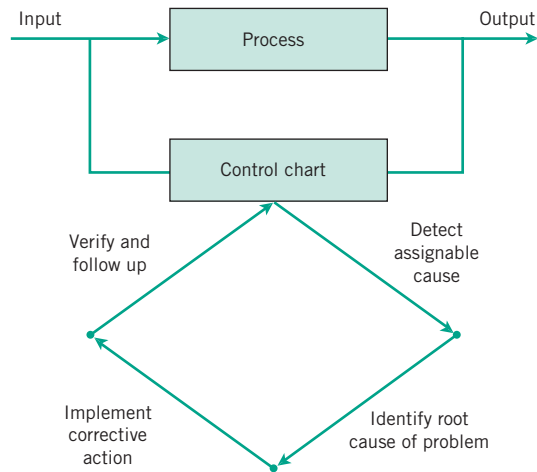 Input
Output
Process
Control chart
Verify and
follow up
Detect
assignable
cause
Implement
corrective
action
Identify root
cause of problem